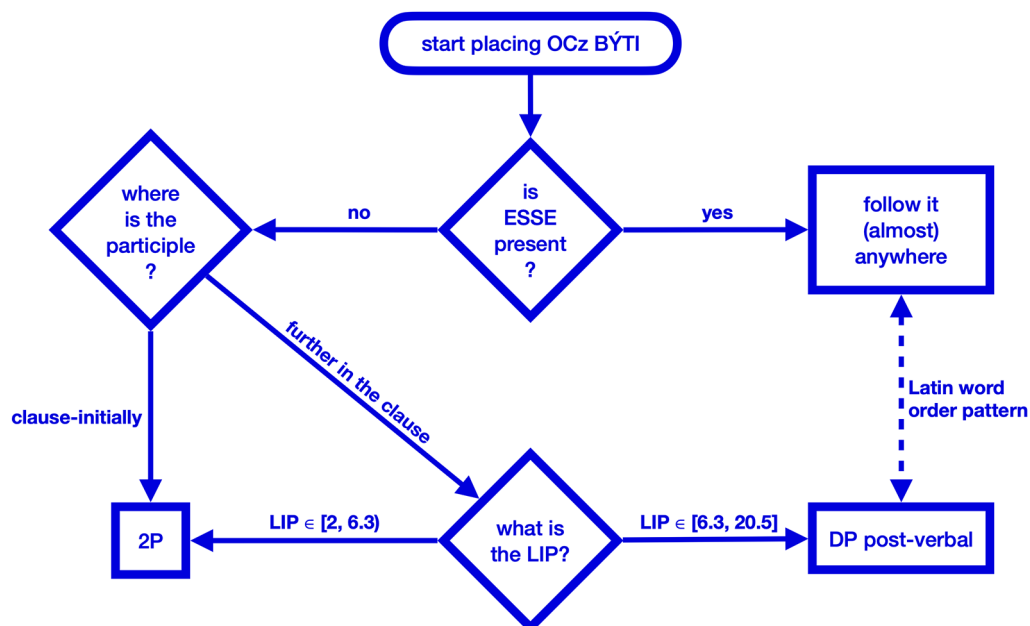 start placing OCz BÝTI
where
is the
participle
?
no
is
ESSE
present
?
yes
follow it
(almost)
anywhere
further in the clause
clause-initially
Latin word
order pattern
2P
LIP ∈ [2, 6.3)
what is
the LIP?
LIP ∈ [6.3, 20.5]
DP post-verbal